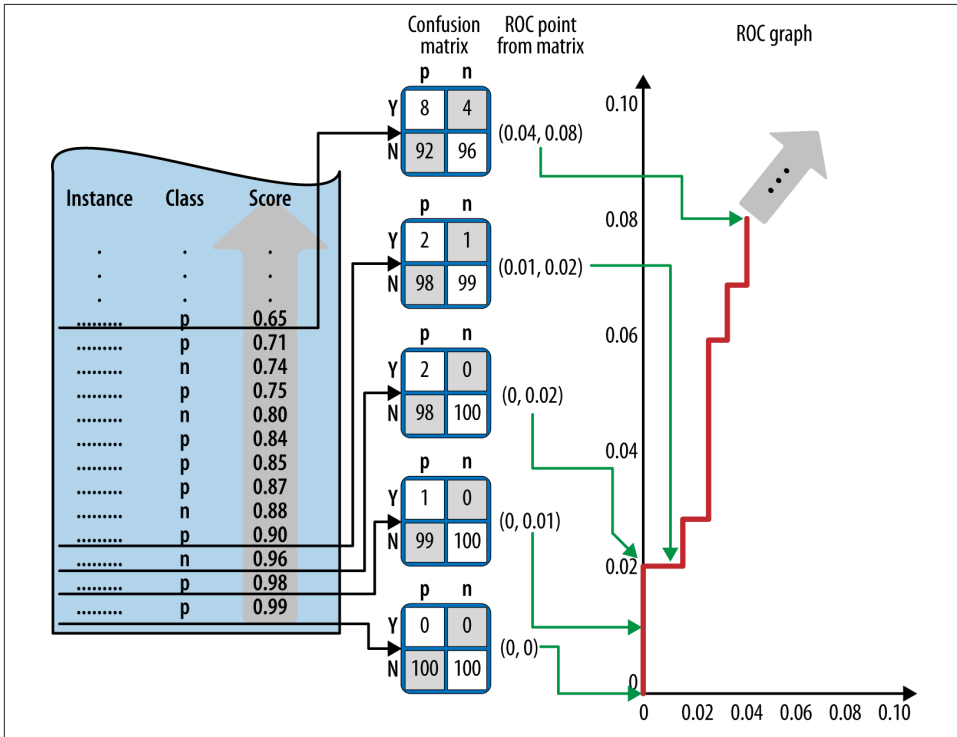 Confusion matrix
ROC point from matrix
ROC graph
p n
Y 8 4
N 92 96
(0.04, 0.08)
p n
Y 2 1
N 98 99
(0.01, 0.02)
p n
Y 2 0
N 98 100
(0, 0.02)
p n
Y 1 0
N 99 100
(0, 0.01)
p n
Y 0 0
N 100 100
(0, 0)
Instance Class Score
. . .
. . .
. . .
......... p 0.65
......... p 0.71
......... n 0.74
......... p 0.75
......... n 0.80
......... p 0.84
......... p 0.85
......... p 0.87
......... n 0.88
......... p 0.90
......... n 0.96
......... p 0.98
......... p 0.99
...
0.10
0.08
0.06
0.04
0.02
0
0 0.02 0.04 0.06 0.08 0.10